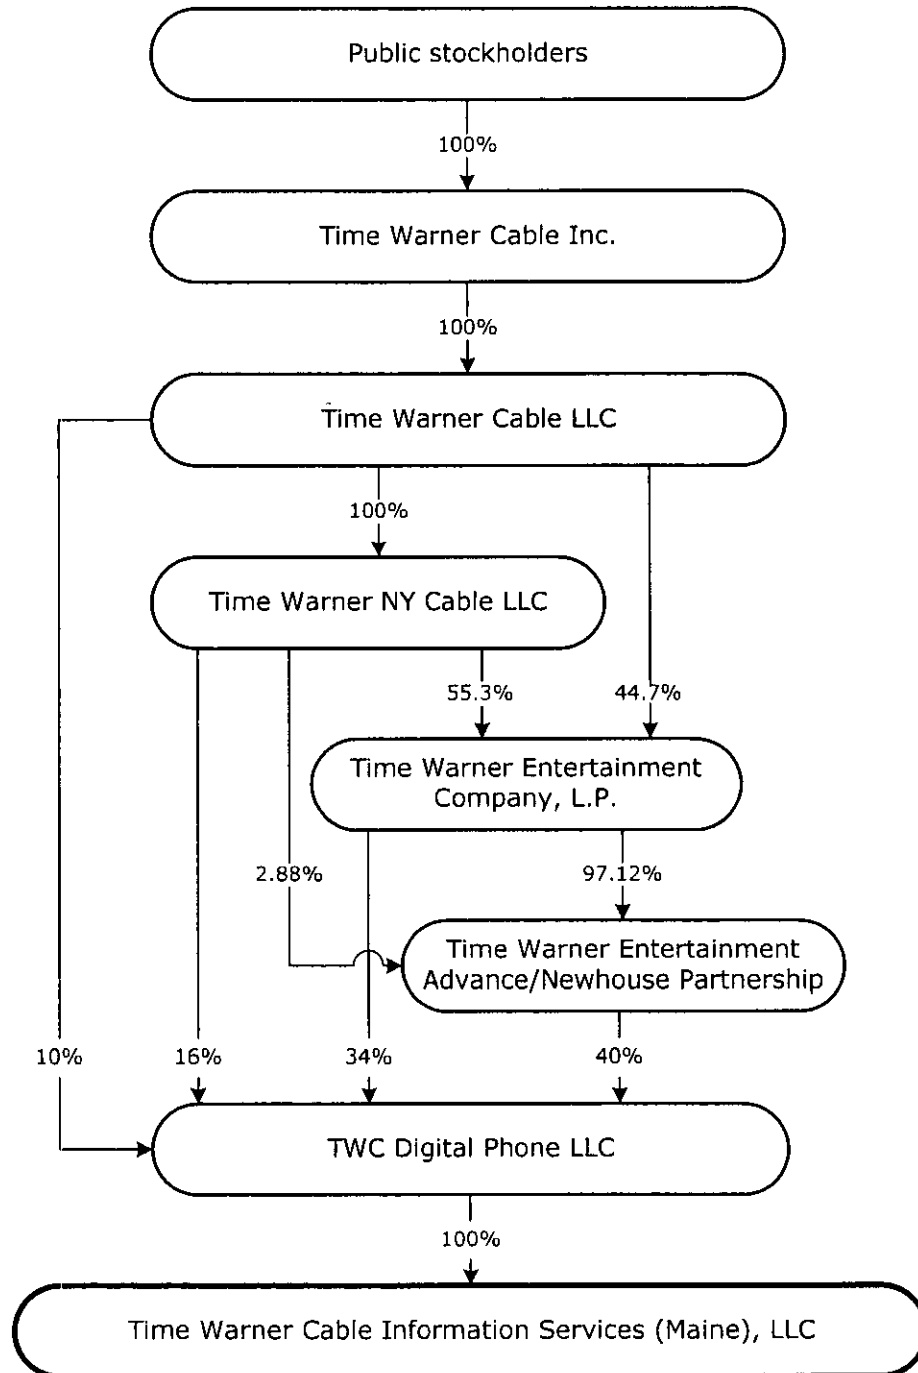 Public stockholders
100%
Time Warner Cable Inc.
100%
Time Warner Cable LLC
100%
Time Warner NY Cable LLC
55.3%
44.7%
Time Warner Entertainment
Company, L.P.
2.88%
97.12%
Time Warner Entertainment
Advance/Newhouse Partnership
10%
16%
34%
40%
TWC Digital Phone LLC
100%
Time Warner Cable Information Services (Maine), LLC